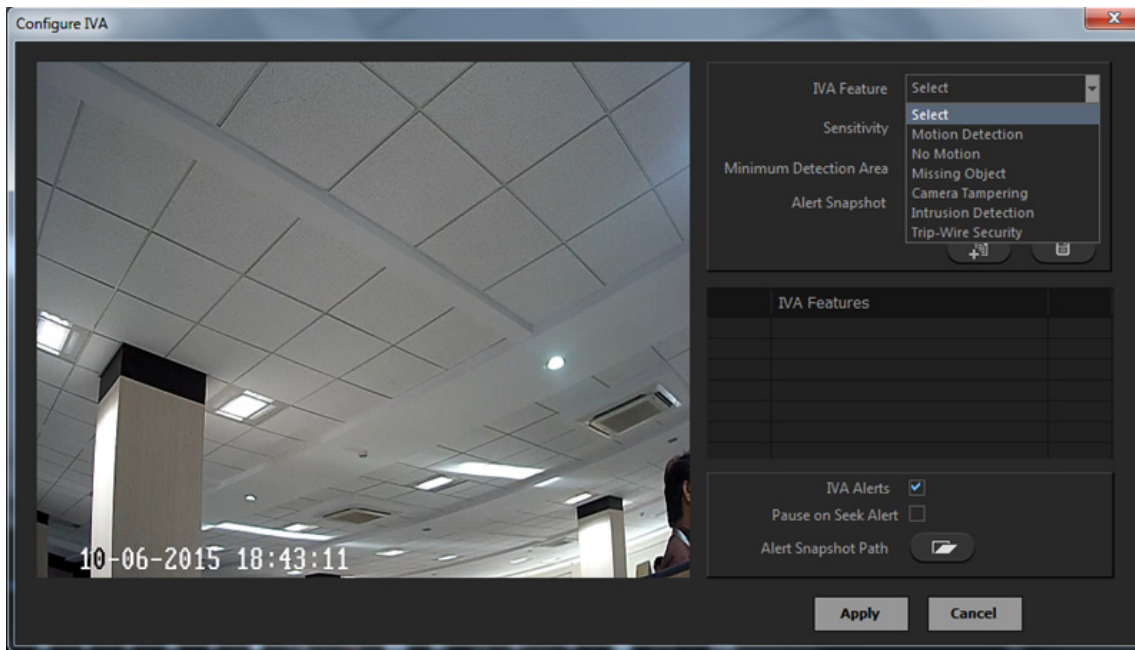 Configure IVA
IVA Feature
Select
Select
Motion Detection
No Motion
Missing Object
Camera Tampering
Intrusion Detection
Trip-Wire Security
Sensitivity
Minimum Detection Area
Alert Snapshot
IVA Features
IVA Alerts
Pause on Seek Alert
Alert Snapshot Path
10-06-2015 18:43:11
Apply
Cancel